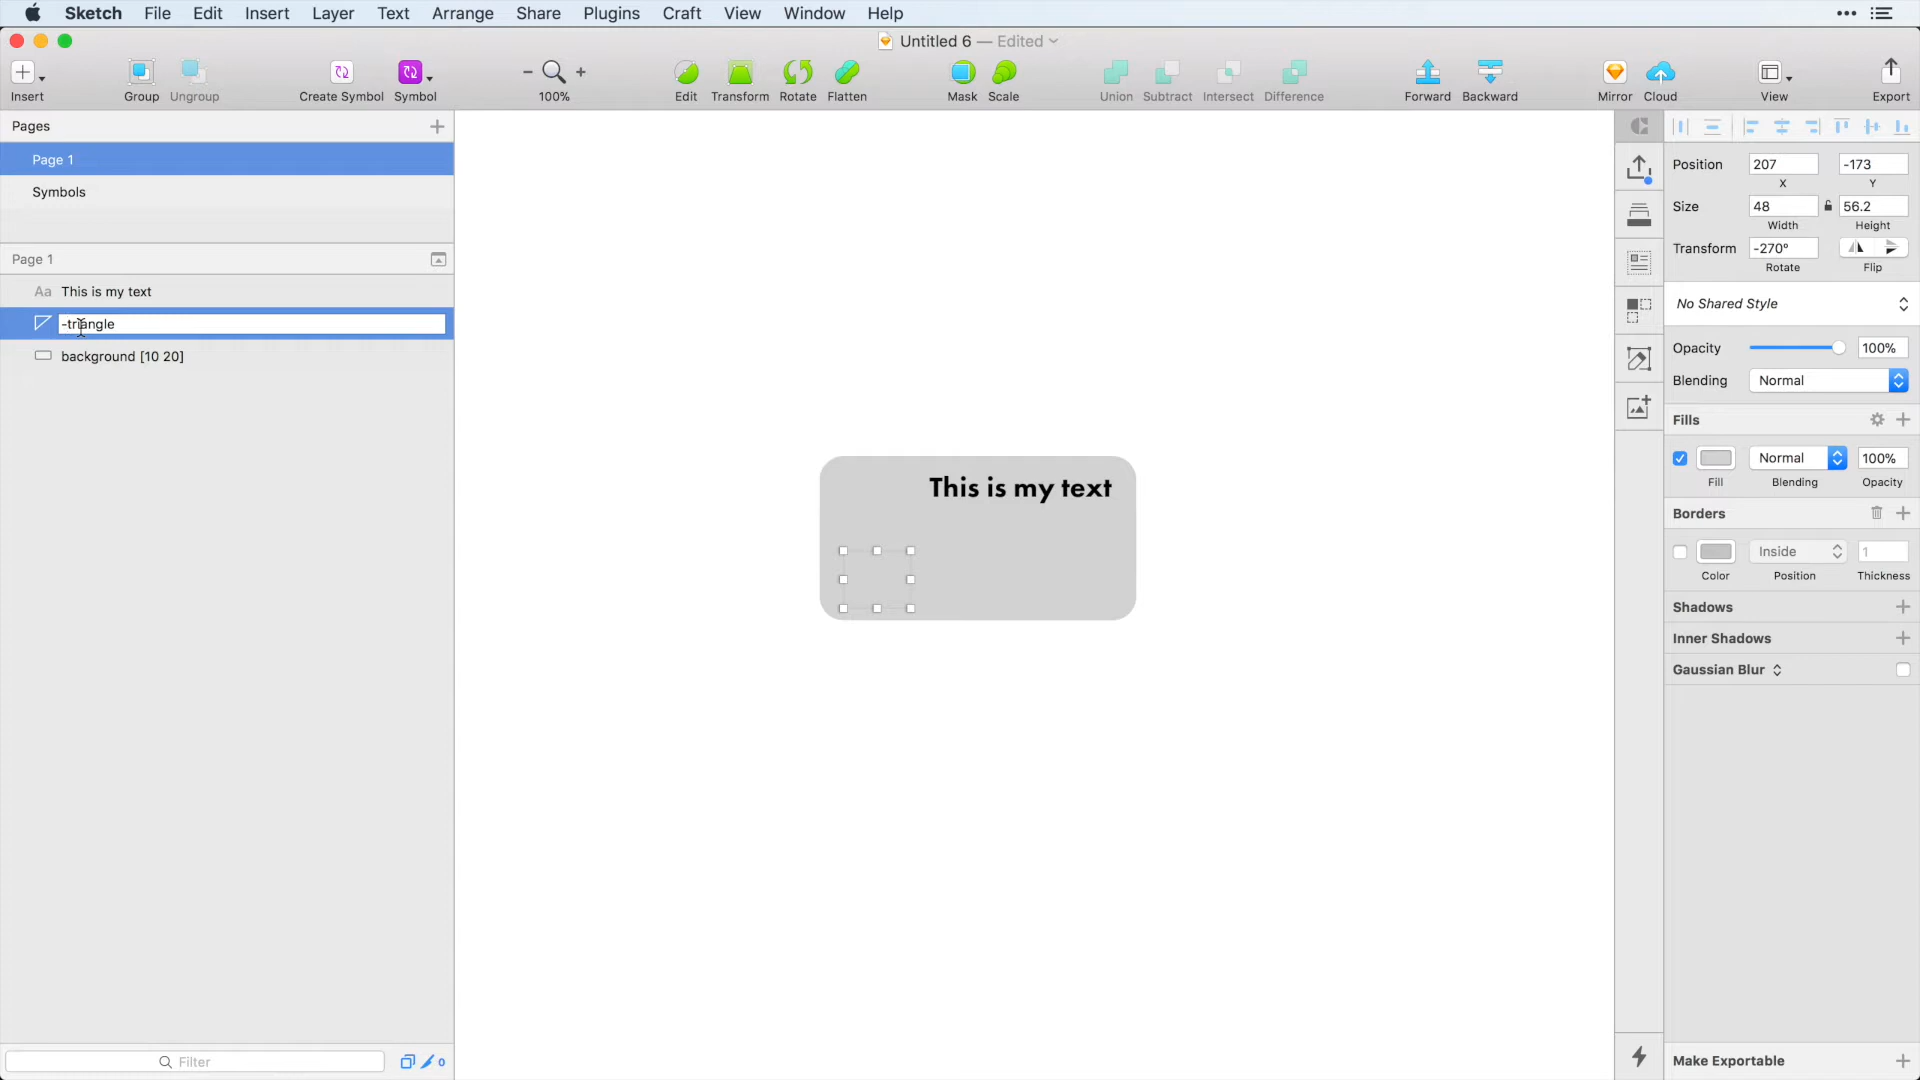 Sketch File Edit Insert Layer Text Arrange Share Plugins Craft View Window Help
Untitled 6 — Edited
Insert Group Ungroup Create Symbol Symbol 100% Edit Transform Rotate Flatten Mask Scale Union Subtract Intersect Difference Forward Backward Mirror Cloud View Export
Pages
Page 1
Symbols
Page 1
Aa This is my text
-triangle
background [10 20]
Filter
0
This is my text
Position 207 -173
X Y
Size 48 56.2
Width Height
Transform -270°
Rotate Flip
No Shared Style
Opacity 100%
Blending Normal
Fills
Normal 100%
Fill Blending Opacity
Borders
Inside 1
Color Position Thickness
Shadows
Inner Shadows
Gaussian Blur
Make Exportable